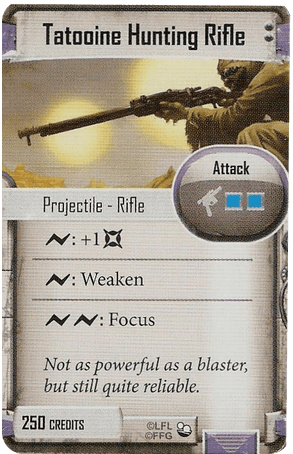 Tatooine Hunting Rifle
Attack
Projectile - Rifle
: +1
: Weaken
: Focus
Not as powerful as a blaster,
but still quite reliable.
250 CREDITS
©LFL
©FFG